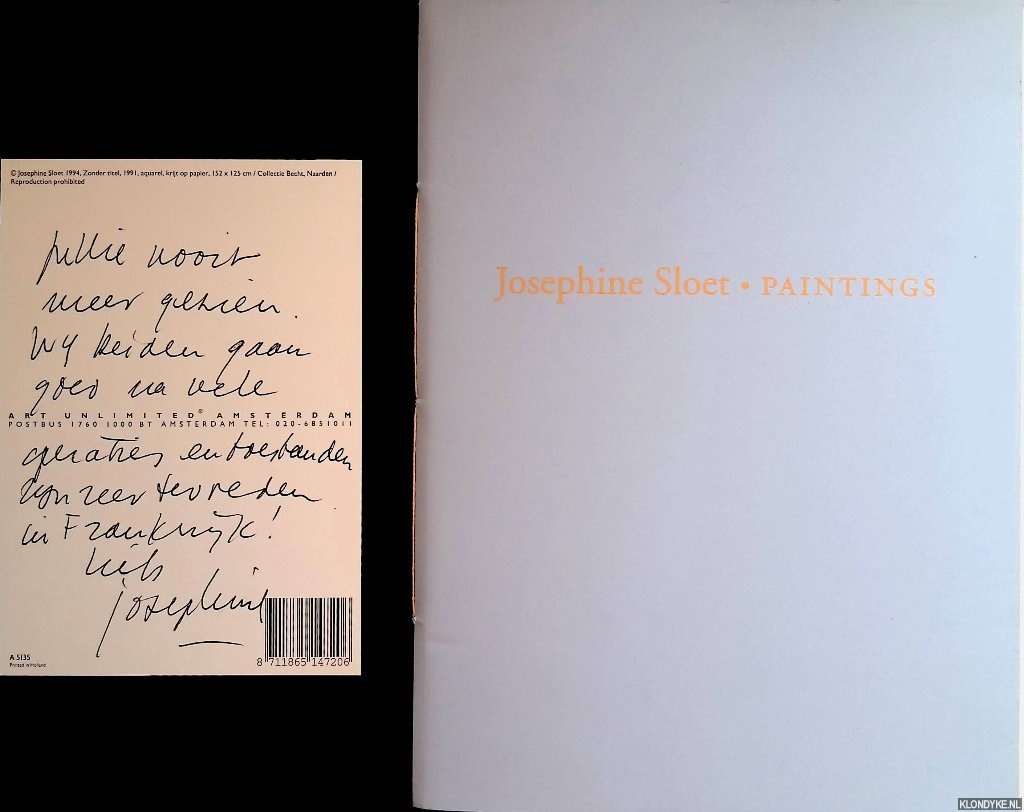 © Josephine Sloet 1994, Zonder titel, 1991, aquarel, krijt op papier, 152 x 125 cm / Collectie Becht, Naarden /
Reproduction prohibited
jullie nooit
meer gezien.
Wij beiden gaan
goed na vele
ART UNLIMITED® AMSTERDAM
POSTBUS 1760 1000 BT AMSTERDAM TEL: 020-6851011
operaties en toestanden
zijn zeer tevreden
in Frankrijk!
liefs
josephine
8 711865 147206
A 5135
Printed in Holland
Josephine Sloet • PAINTINGS
KLONDYKE.NL